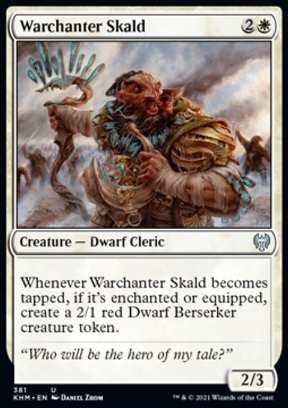 Warchanter Skald 2
Creature — Dwarf Cleric
Whenever Warchanter Skald becomes
tapped, if it's enchanted or equipped,
create a 2/1 red Dwarf Berserker
creature token.
"Who will be the hero of my tale?"
2/3
381 U
KHM • EN DANIEL ZROM
™ & © 2021 Wizards of the Coast